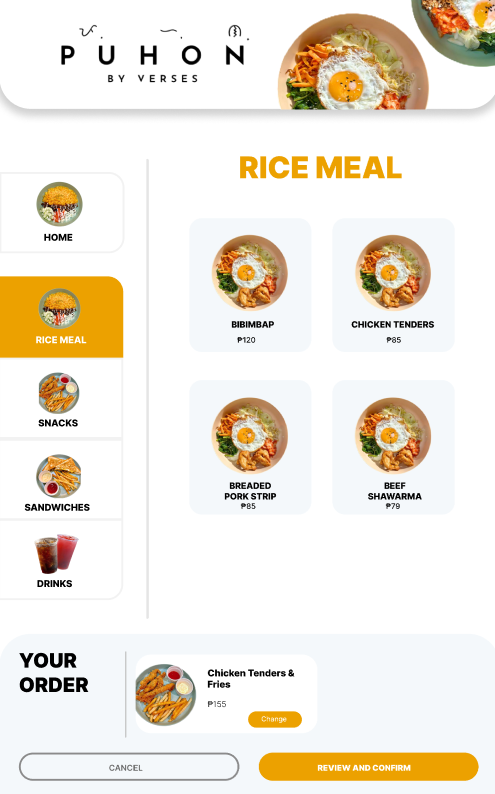 PUHON
BY VERSES
RICE MEAL
HOME
RICE MEAL
SNACKS
SANDWICHES
DRINKS
BIBIMBAP
₱120
CHICKEN TENDERS
₱85
BREADED
PORK STRIP
₱85
BEEF
SHAWARMA
₱79
YOUR
ORDER
Chicken Tenders &
Fries
₱155
Change
CANCEL
REVIEW AND CONFIRM